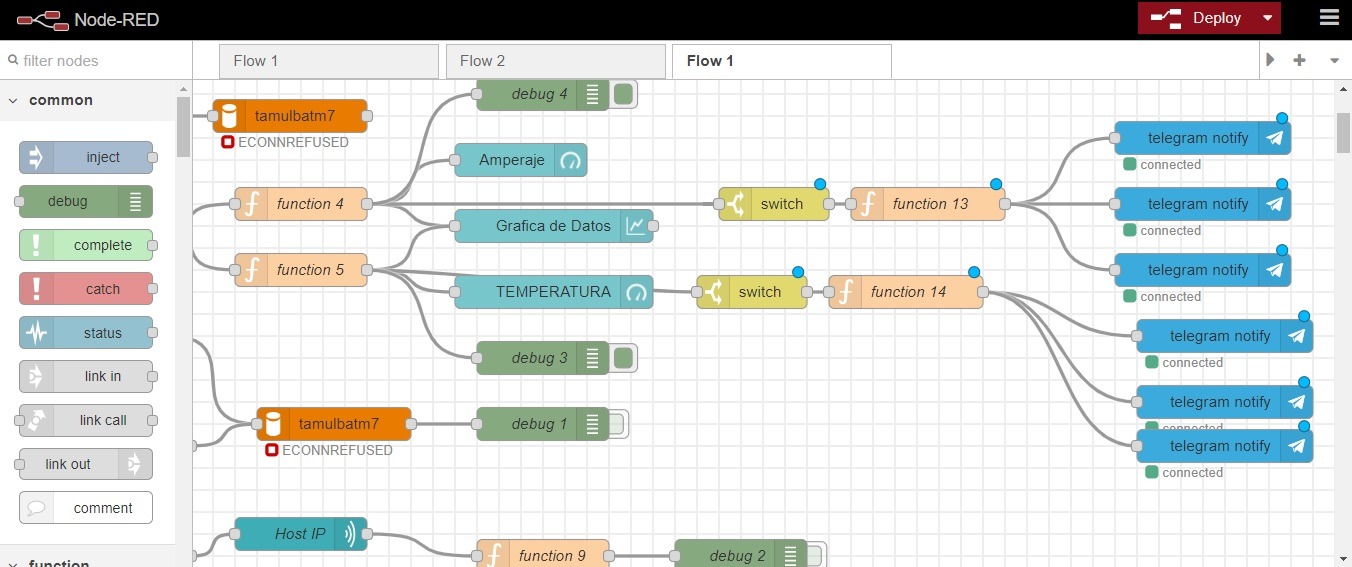 Node-RED
Deploy
filter nodes
Flow 1
Flow 2
Flow 1
common
inject
debug
complete
catch
status
link in
link call
link out
comment
function
debug 4
tamulbatm7
ECONNREFUSED
Amperaje
function 4
Grafica de Datos
function 5
TEMPERATURA
debug 3
tamulbatm7
ECONNREFUSED
debug 1
Host IP
function 9
debug 2
switch
function 13
switch
function 14
telegram notify
connected
telegram notify
connected
telegram notify
connected
telegram notify
connected
telegram notify
connected
telegram notify
connected